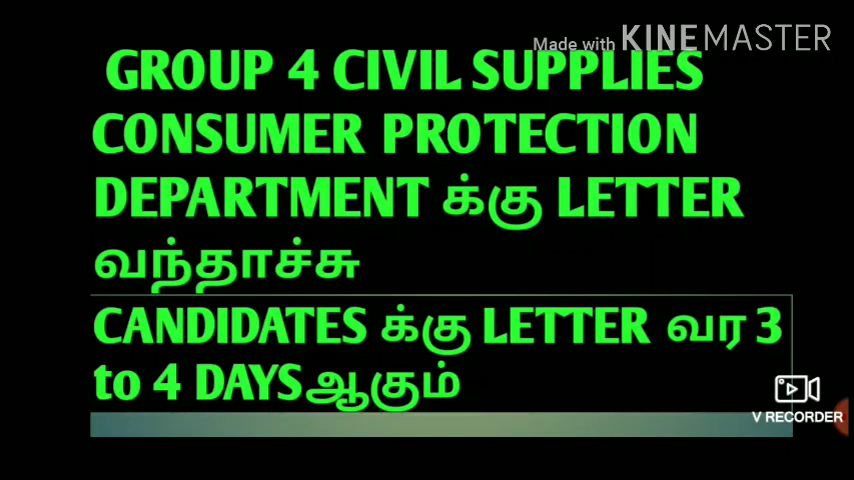 Made with KINEMASTER
GROUP 4 CIVIL SUPPLIES
CONSUMER PROTECTION
DEPARTMENT க்கு LETTER
வந்தாச்சு
CANDIDATES க்கு LETTER வர 3
to 4 DAYSஆகும்
V RECORDER